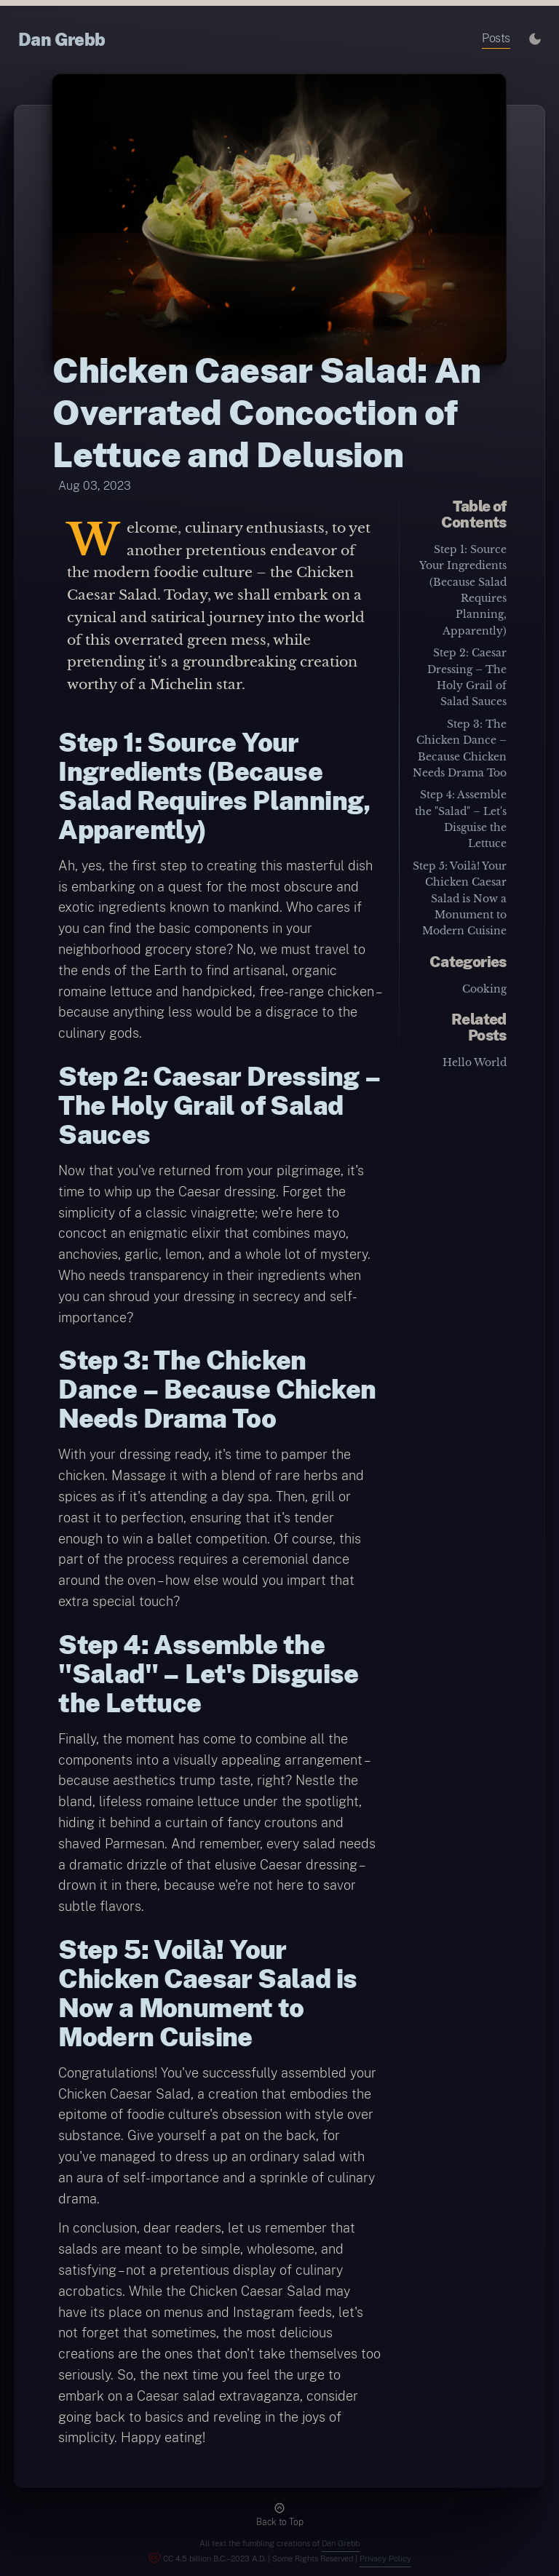 Dan Grebb
Posts
Chicken Caesar Salad: An
Overrated Concoction of
Lettuce and Delusion
Aug 03, 2023
Welcome, culinary enthusiasts, to yet
another pretentious endeavor of
the modern foodie culture – the Chicken
Caesar Salad. Today, we shall embark on a
cynical and satirical journey into the world
of this overrated green mess, while
pretending it's a groundbreaking creation
worthy of a Michelin star.
Step 1: Source Your
Ingredients (Because
Salad Requires Planning,
Apparently)
Ah, yes, the first step to creating this masterful dish
is embarking on a quest for the most obscure and
exotic ingredients known to mankind. Who cares if
you can find the basic components in your
neighborhood grocery store? No, we must travel to
the ends of the Earth to find artisanal, organic
romaine lettuce and handpicked, free-range chicken –
because anything less would be a disgrace to the
culinary gods.
Step 2: Caesar Dressing –
The Holy Grail of Salad
Sauces
Now that you've returned from your pilgrimage, it's
time to whip up the Caesar dressing. Forget the
simplicity of a classic vinaigrette; we're here to
concoct an enigmatic elixir that combines mayo,
anchovies, garlic, lemon, and a whole lot of mystery.
Who needs transparency in their ingredients when
you can shroud your dressing in secrecy and self-
importance?
Step 3: The Chicken
Dance – Because Chicken
Needs Drama Too
With your dressing ready, it's time to pamper the
chicken. Massage it with a blend of rare herbs and
spices as if it's attending a day spa. Then, grill or
roast it to perfection, ensuring that it's tender
enough to win a ballet competition. Of course, this
part of the process requires a ceremonial dance
around the oven – how else would you impart that
extra special touch?
Step 4: Assemble the
"Salad" – Let's Disguise
the Lettuce
Finally, the moment has come to combine all the
components into a visually appealing arrangement –
because aesthetics trump taste, right? Nestle the
bland, lifeless romaine lettuce under the spotlight,
hiding it behind a curtain of fancy croutons and
shaved Parmesan. And remember, every salad needs
a dramatic drizzle of that elusive Caesar dressing –
drown it in there, because we're not here to savor
subtle flavors.
Step 5: Voilà! Your
Chicken Caesar Salad is
Now a Monument to
Modern Cuisine
Congratulations! You've successfully assembled your
Chicken Caesar Salad, a creation that embodies the
epitome of foodie culture's obsession with style over
substance. Give yourself a pat on the back, for
you've managed to dress up an ordinary salad with
an aura of self-importance and a sprinkle of culinary
drama.
In conclusion, dear readers, let us remember that
salads are meant to be simple, wholesome, and
satisfying – not a pretentious display of culinary
acrobatics. While the Chicken Caesar Salad may
have its place on menus and Instagram feeds, let's
not forget that sometimes, the most delicious
creations are the ones that don't take themselves too
seriously. So, the next time you feel the urge to
embark on a Caesar salad extravaganza, consider
going back to basics and reveling in the joys of
simplicity. Happy eating!
Table of
Contents
Step 1: Source
Your Ingredients
(Because Salad
Requires
Planning,
Apparently)
Step 2: Caesar
Dressing – The
Holy Grail of
Salad Sauces
Step 3: The
Chicken Dance –
Because Chicken
Needs Drama Too
Step 4: Assemble
the "Salad" – Let's
Disguise the
Lettuce
Step 5: Voilà! Your
Chicken Caesar
Salad is Now a
Monument to
Modern Cuisine
Categories
Cooking
Related
Posts
Hello World
Back to Top
All text the fumbling creations of Dan Grebb
CC 4.5 billion B.C.-2023 A.D. | Some Rights Reserved | Privacy Policy